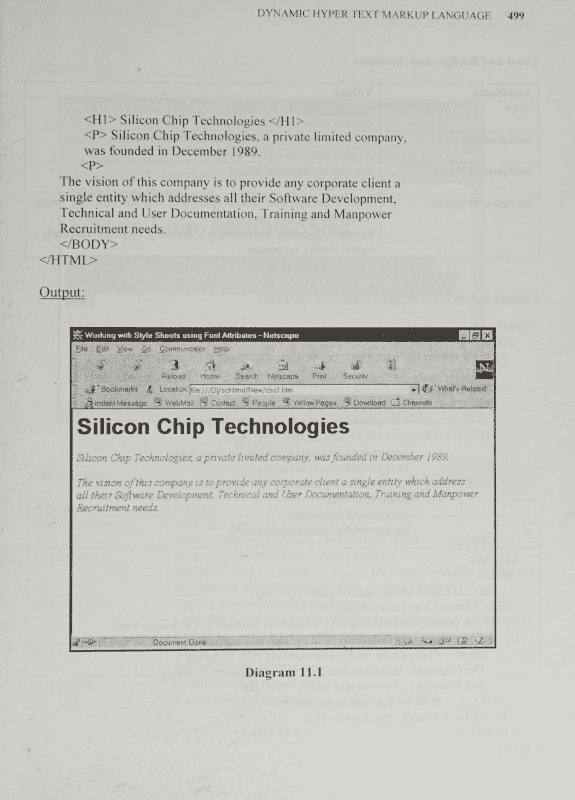 DYNAMIC HYPER TEXT MARKUP LANGUAGE 499
<H1> Silicon Chip Technologies </H1>
<P> Silicon Chip Technologies, a private limited company,
was founded in December 1989.
<P>
The vision of this company is to provide any corporate client a
single entity which addresses all their Software Development,
Technical and User Documentation, Training and Manpower
Recruitment needs.
</BODY>
</HTML>
Output:
Working with Style Sheets using Font Attributes - Netscape
File Edit View Go Communicator Help
Reload Home Search Netscape Print Security
Bookmarks Location: file:///D|/sct-html/New/css1.htm What's Related
Instant Message WebMail Contact People Yellow Pages Download Channels
Silicon Chip Technologies
Silicon Chip Technologies, a private limited company, was founded in December 1989.
The vision of this company is to provide any corporate client a single entity which address
all their Software Development, Technical and User Documentation, Training and Manpower
Recruitment needs.
Document Done
Diagram 11.1